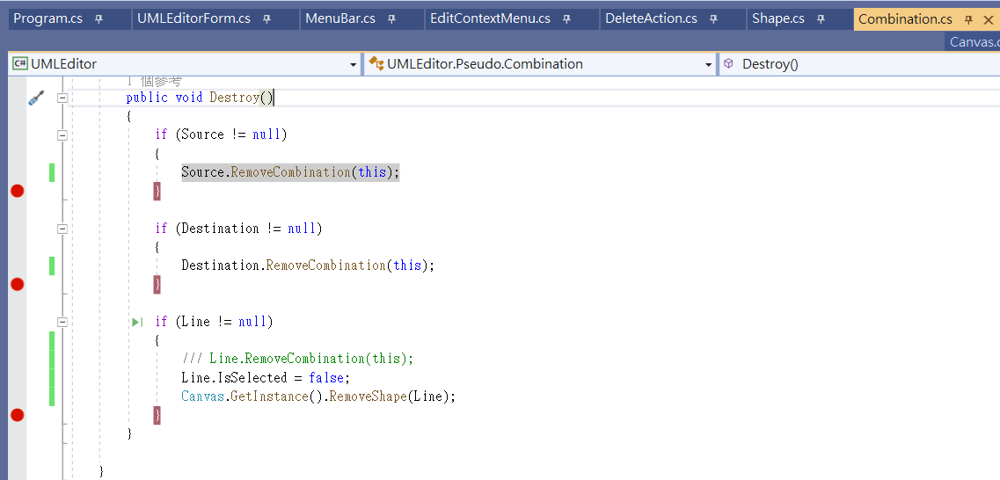 Program.cs UMLEditorForm.cs MenuBar.cs EditContextMenu.cs DeleteAction.cs Shape.cs Combination.cs
Canvas.c
C# UMLEditor UMLEditor.Pseudo.Combination Destroy()
1 個參考
public void Destroy()
{
if (Source != null)
{
Source.RemoveCombination(this);
}
if (Destination != null)
{
Destination.RemoveCombination(this);
}
if (Line != null)
{
/// Line.RemoveCombination(this);
Line.IsSelected = false;
Canvas.GetInstance().RemoveShape(Line);
}
}
}